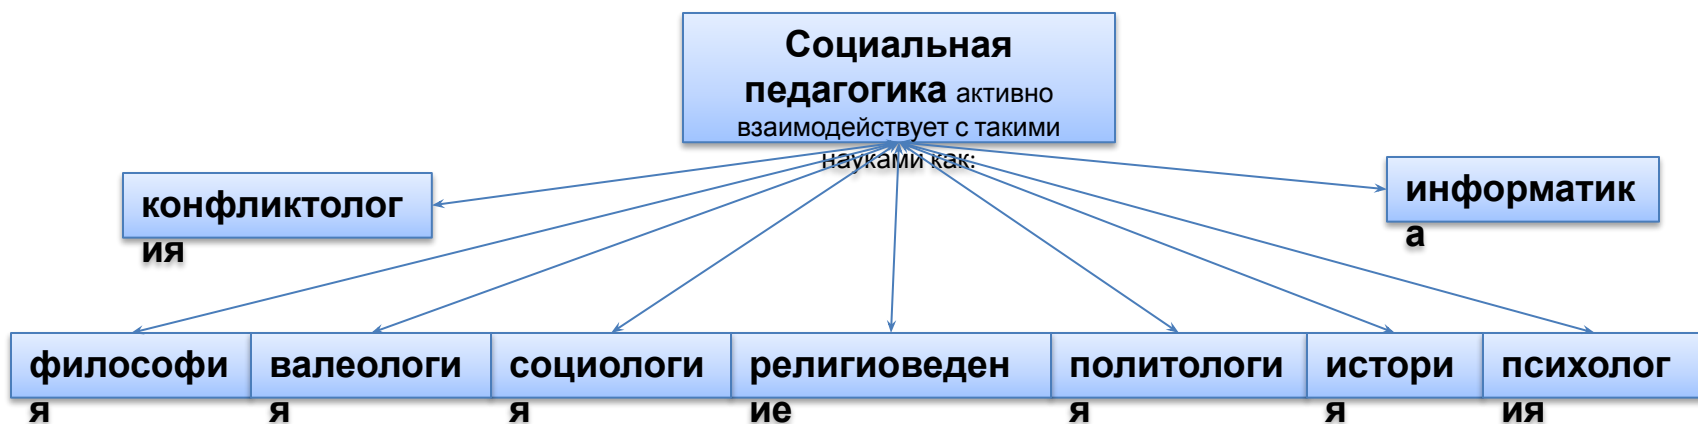 Социальная
педагогика активно
взаимодействует с такими
науками как:
конфликтолог
ия
информатик
а
философи
я
валеологи
я
социологи
я
религиоведен
ие
политологи
я
истори
я
психолог
ия